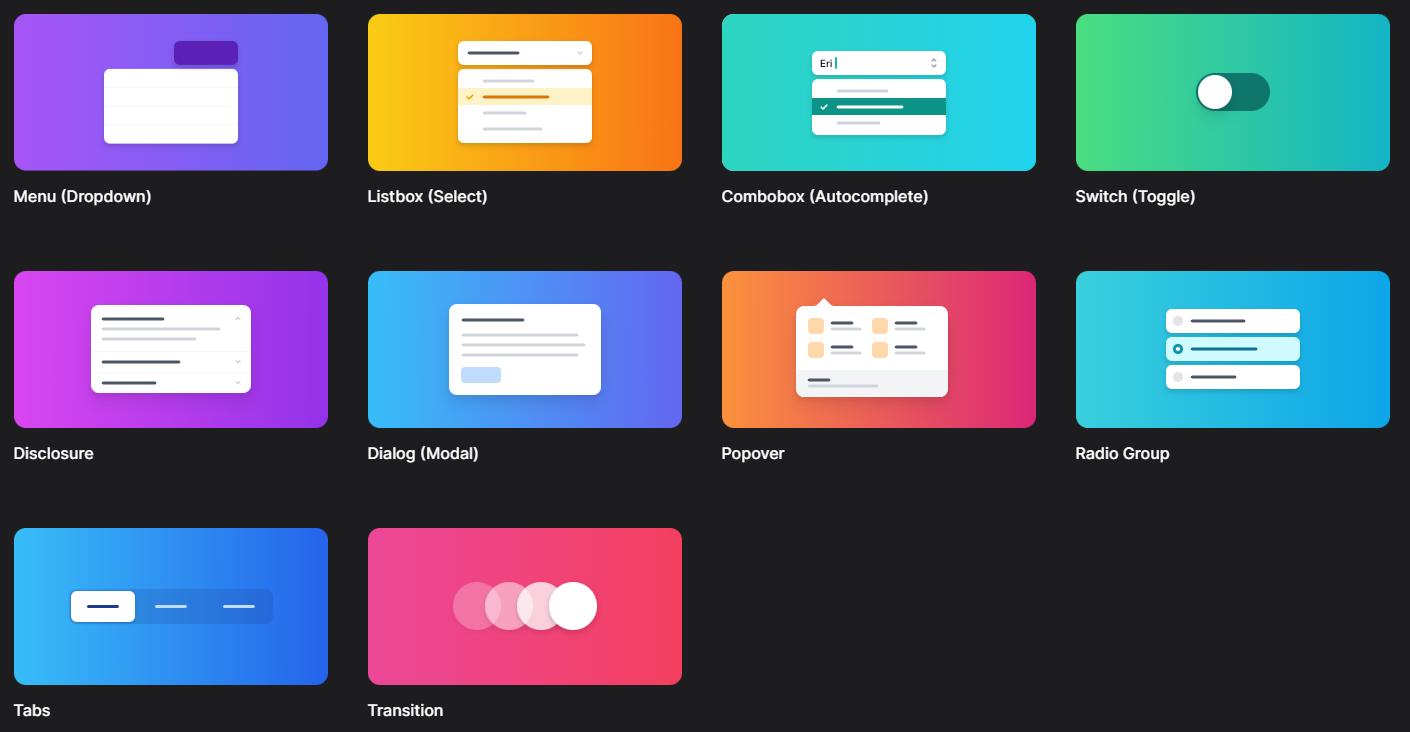 Menu (Dropdown)
Listbox (Select)
Eri
Combobox (Autocomplete)
Switch (Toggle)
Disclosure
Dialog (Modal)
Popover
Radio Group
Tabs
Transition